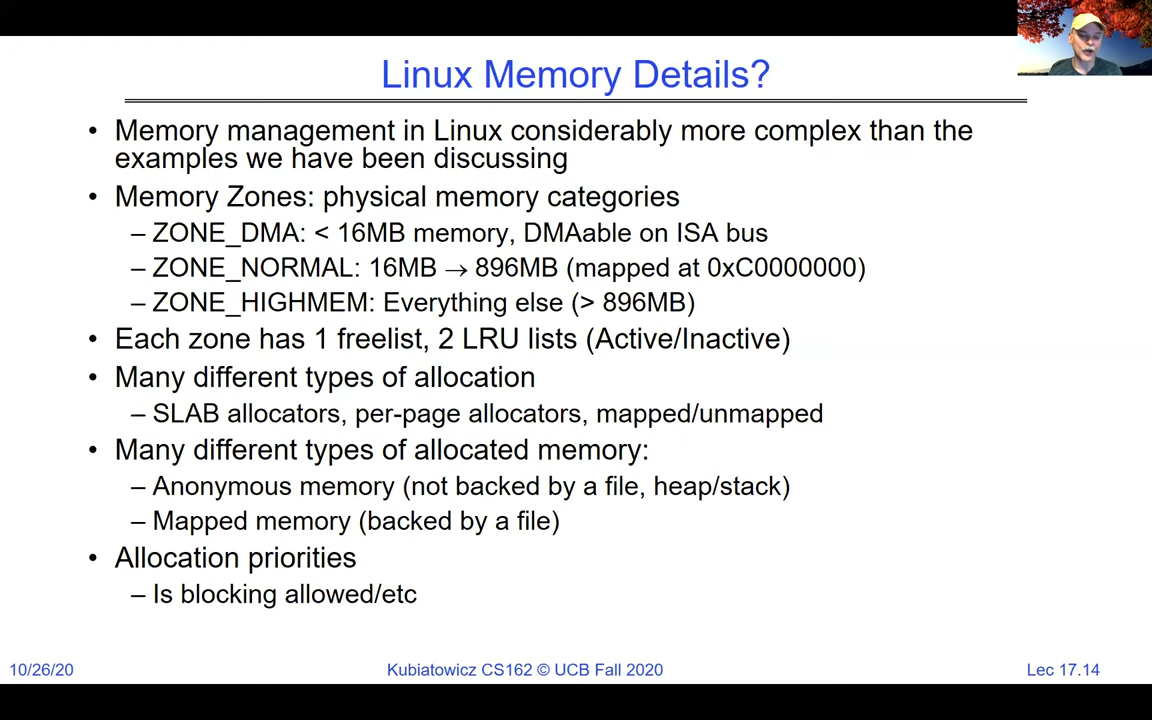 Linux Memory Details?
• Memory management in Linux considerably more complex than the
examples we have been discussing
• Memory Zones: physical memory categories
– ZONE_DMA: < 16MB memory, DMAable on ISA bus
– ZONE_NORMAL: 16MB → 896MB (mapped at 0xC0000000)
– ZONE_HIGHMEM: Everything else (> 896MB)
• Each zone has 1 freelist, 2 LRU lists (Active/Inactive)
• Many different types of allocation
– SLAB allocators, per-page allocators, mapped/unmapped
• Many different types of allocated memory:
– Anonymous memory (not backed by a file, heap/stack)
– Mapped memory (backed by a file)
• Allocation priorities
– Is blocking allowed/etc
10/26/20 Kubiatowicz CS162 © UCB Fall 2020 Lec 17.14